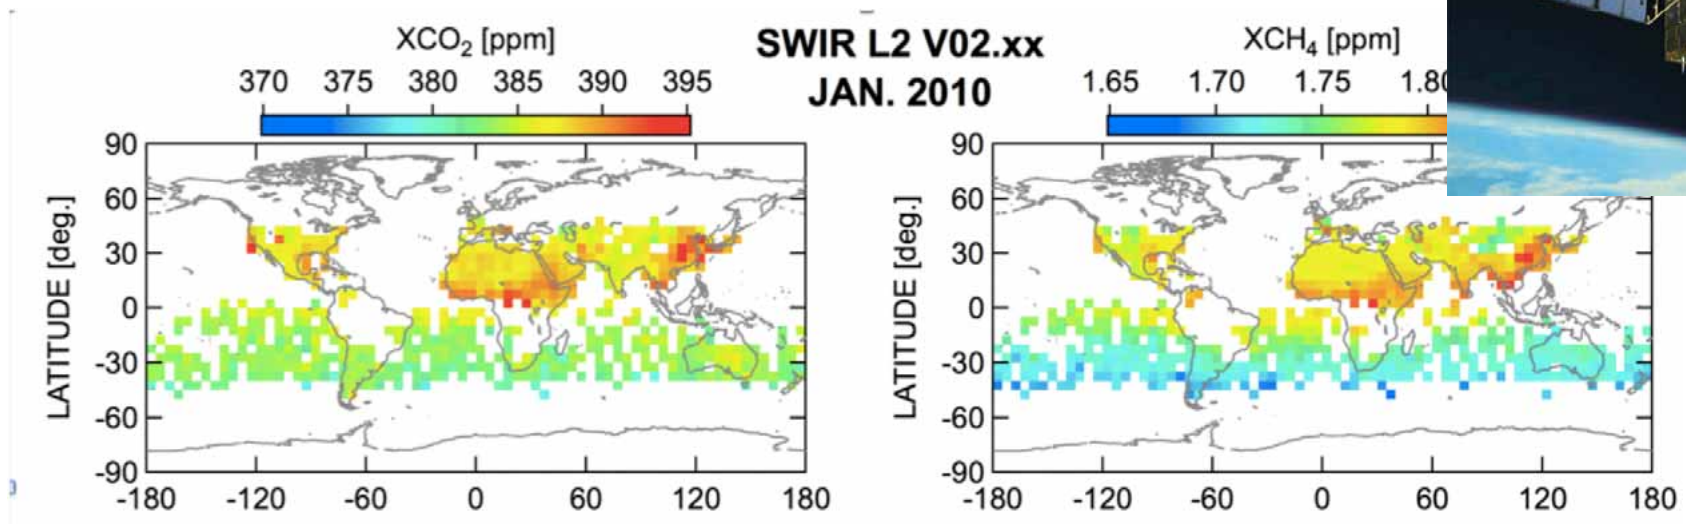 XCO₂ [ppm]
370 375 380 385 390 395
SWIR L2 V02.xx
JAN. 2010
XCH₄ [ppm]
1.65 1.70 1.75
LATITUDE [deg.]
90
60
30
0
-30
-60
-90
-180 -120 -60 0 60 120 180
LATITUDE [deg.]
90
60
30
0
-30
-60
-90
-180 -120 -60 0 60 120 180